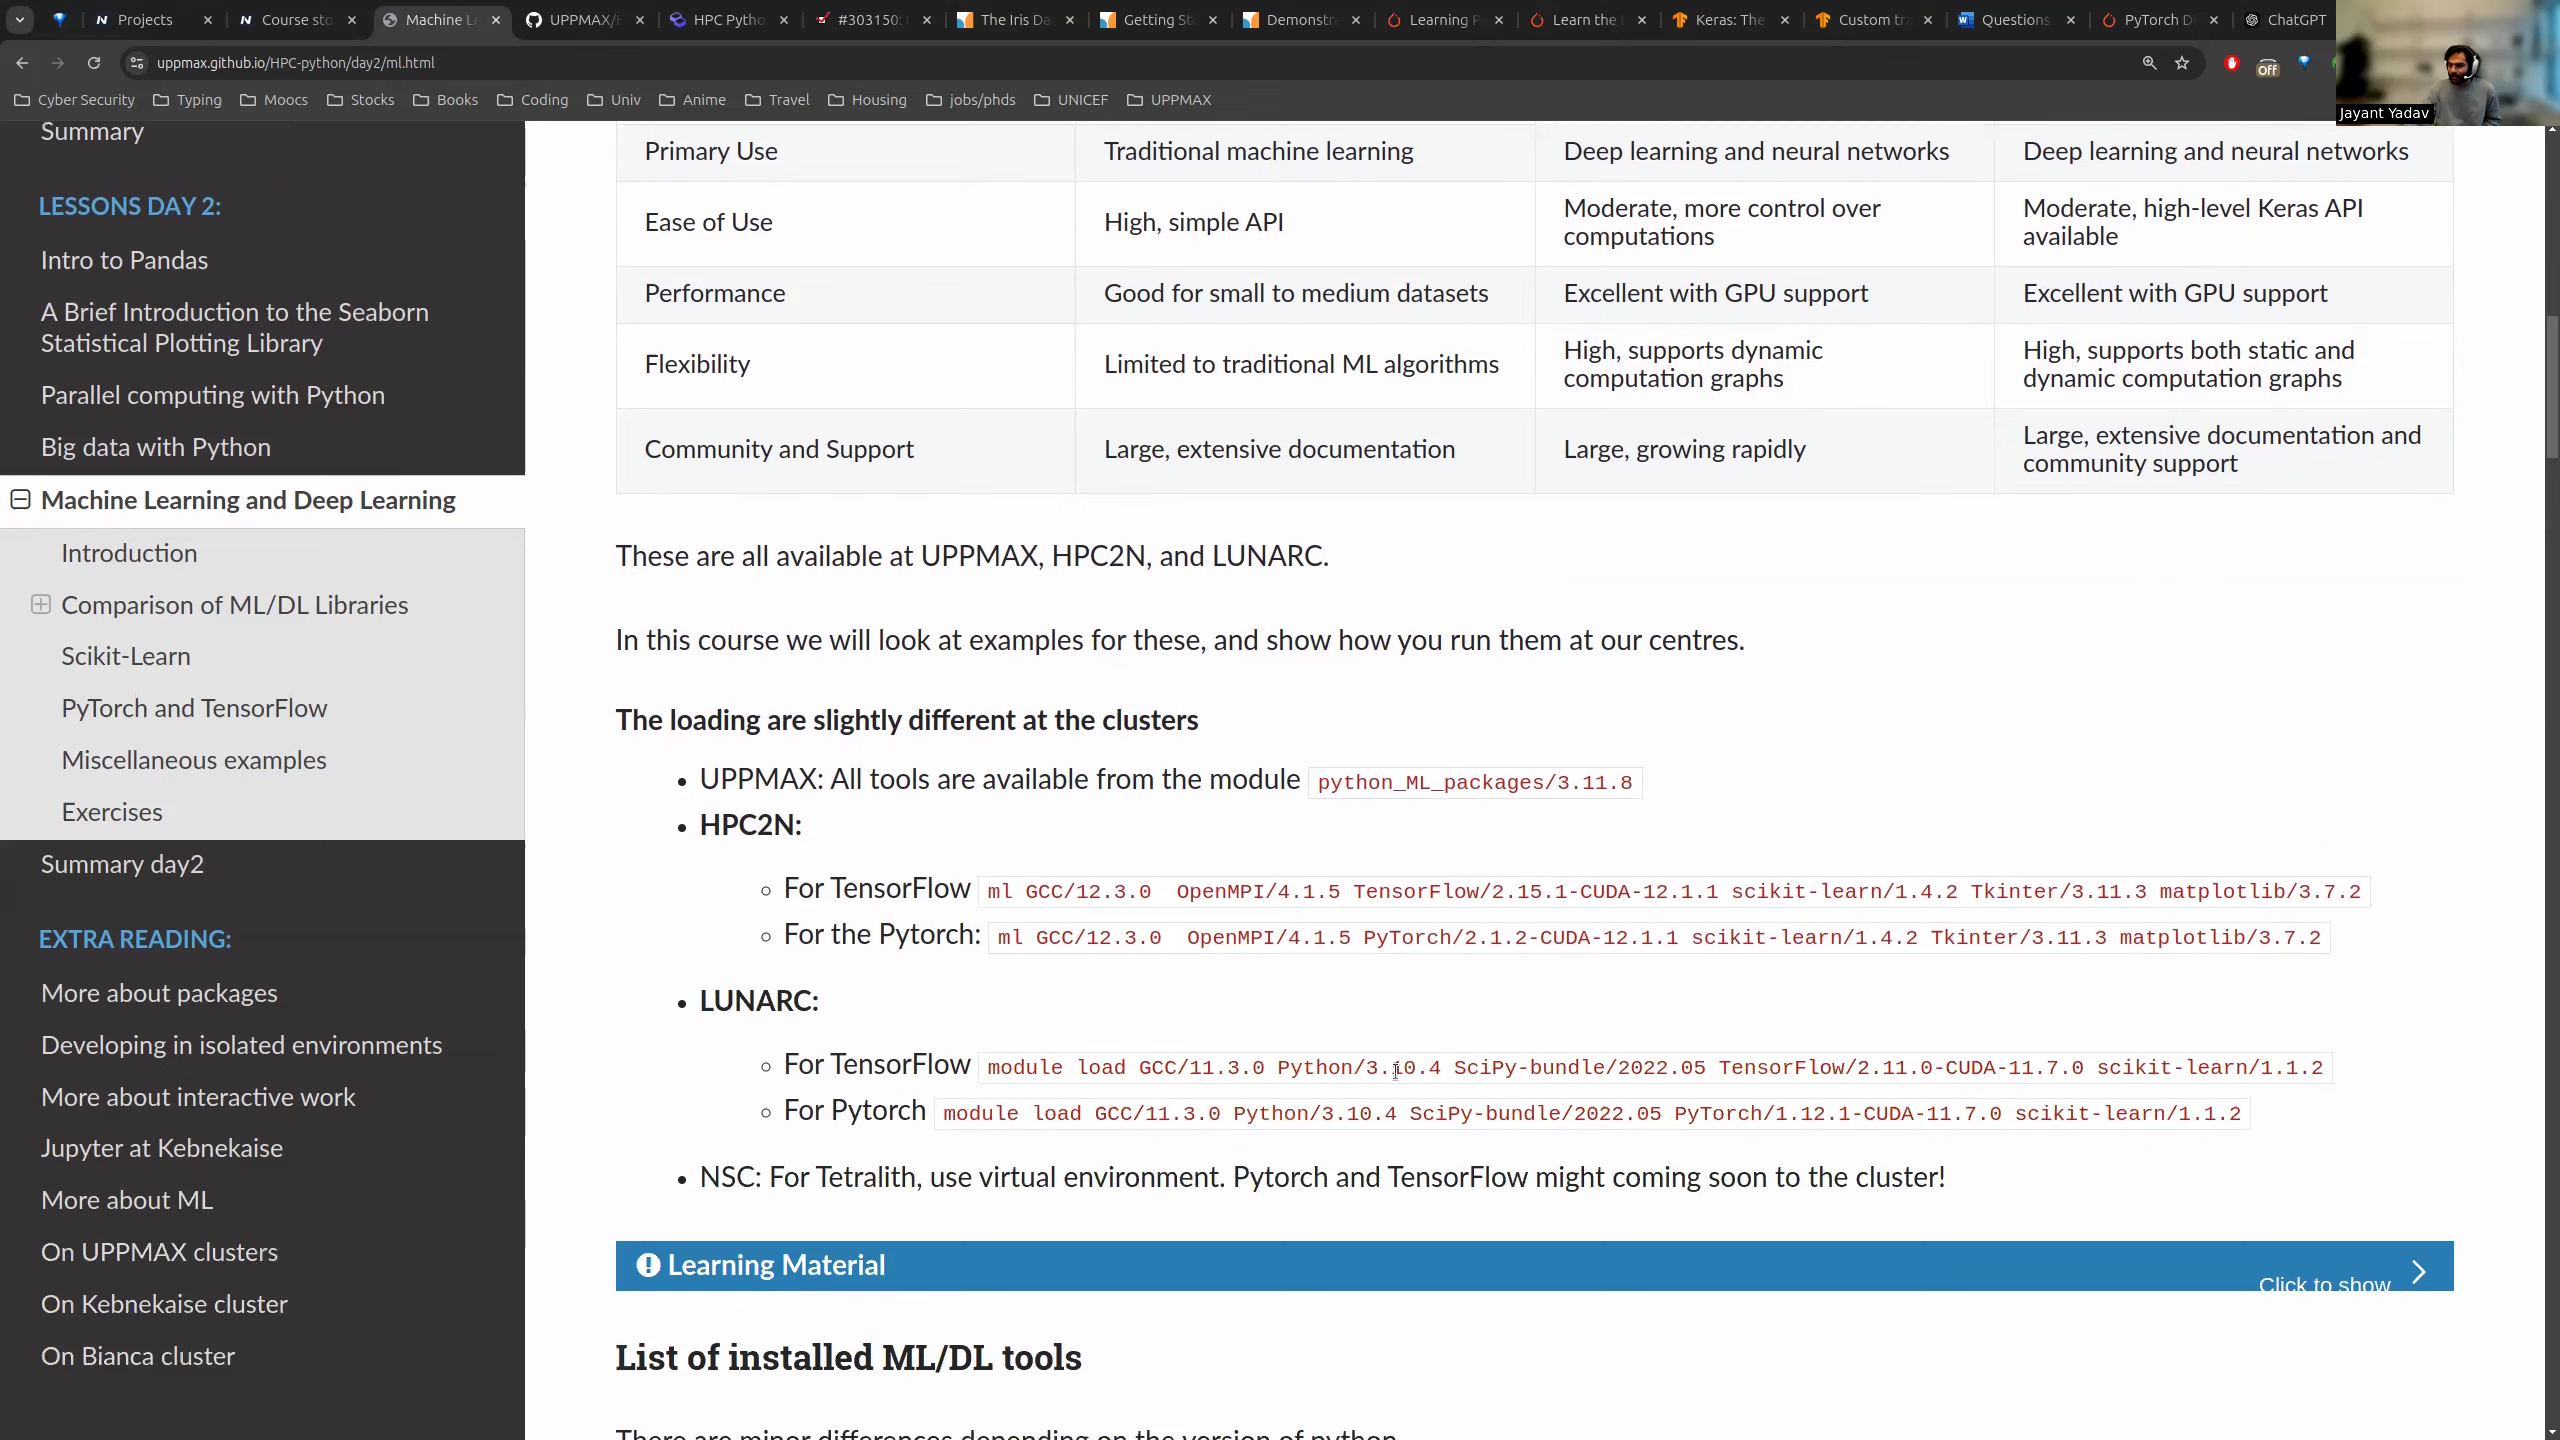 Projects
Course sto
Machine Le
UPPMAX/H
HPC Pytho
#303150:
The Iris Da
Getting St
Demonstra
Learning P
Learn the
Keras: The
Custom tr
Questions
PyTorch D
ChatGPT
uppmax.github.io/HPC-python/day2/ml.html
Off
Cyber Security
Typing
Moocs
Stocks
Books
Coding
Univ
Anime
Travel
Housing
jobs/phds
UNICEF
UPPMAX
Jayant Yadav
Summary
LESSONS DAY 2:
Intro to Pandas
A Brief Introduction to the Seaborn
Statistical Plotting Library
Parallel computing with Python
Big data with Python
Machine Learning and Deep Learning
Introduction
Comparison of ML/DL Libraries
Scikit-Learn
PyTorch and TensorFlow
Miscellaneous examples
Exercises
Summary day2
EXTRA READING:
More about packages
Developing in isolated environments
More about interactive work
Jupyter at Kebnekaise
More about ML
On UPPMAX clusters
On Kebnekaise cluster
On Bianca cluster
Primary Use
Traditional machine learning
Deep learning and neural networks
Deep learning and neural networks
Ease of Use
High, simple API
Moderate, more control over
computations
Moderate, high-level Keras API
available
Performance
Good for small to medium datasets
Excellent with GPU support
Excellent with GPU support
Flexibility
Limited to traditional ML algorithms
High, supports dynamic
computation graphs
High, supports both static and
dynamic computation graphs
Community and Support
Large, extensive documentation
Large, growing rapidly
Large, extensive documentation and
community support
These are all available at UPPMAX, HPC2N, and LUNARC.
In this course we will look at examples for these, and show how you run them at our centres.
The loading are slightly different at the clusters
• UPPMAX: All tools are available from the module python_ML_packages/3.11.8
• HPC2N:
◦ For TensorFlow ml GCC/12.3.0  OpenMPI/4.1.5 TensorFlow/2.15.1-CUDA-12.1.1 scikit-learn/1.4.2 Tkinter/3.11.3 matplotlib/3.7.2
◦ For the Pytorch: ml GCC/12.3.0  OpenMPI/4.1.5 PyTorch/2.1.2-CUDA-12.1.1 scikit-learn/1.4.2 Tkinter/3.11.3 matplotlib/3.7.2
• LUNARC:
◦ For TensorFlow module load GCC/11.3.0 Python/3.10.4 SciPy-bundle/2022.05 TensorFlow/2.11.0-CUDA-11.7.0 scikit-learn/1.1.2
◦ For Pytorch module load GCC/11.3.0 Python/3.10.4 SciPy-bundle/2022.05 PyTorch/1.12.1-CUDA-11.7.0 scikit-learn/1.1.2
• NSC: For Tetralith, use virtual environment. Pytorch and TensorFlow might coming soon to the cluster!
Learning Material
Click to show
List of installed ML/DL tools
There are minor differences depending on the version of python